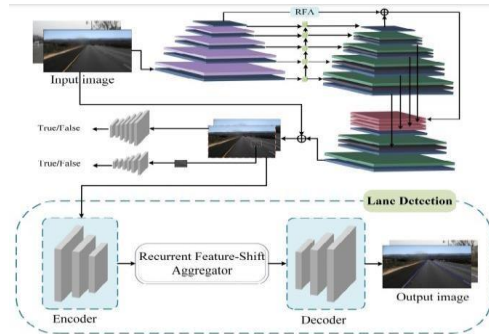 RFA
Input image
True/False
True/False
Lane Detection
Recurrent Feature-Shift
Aggregator
Encoder
Decoder
Output image